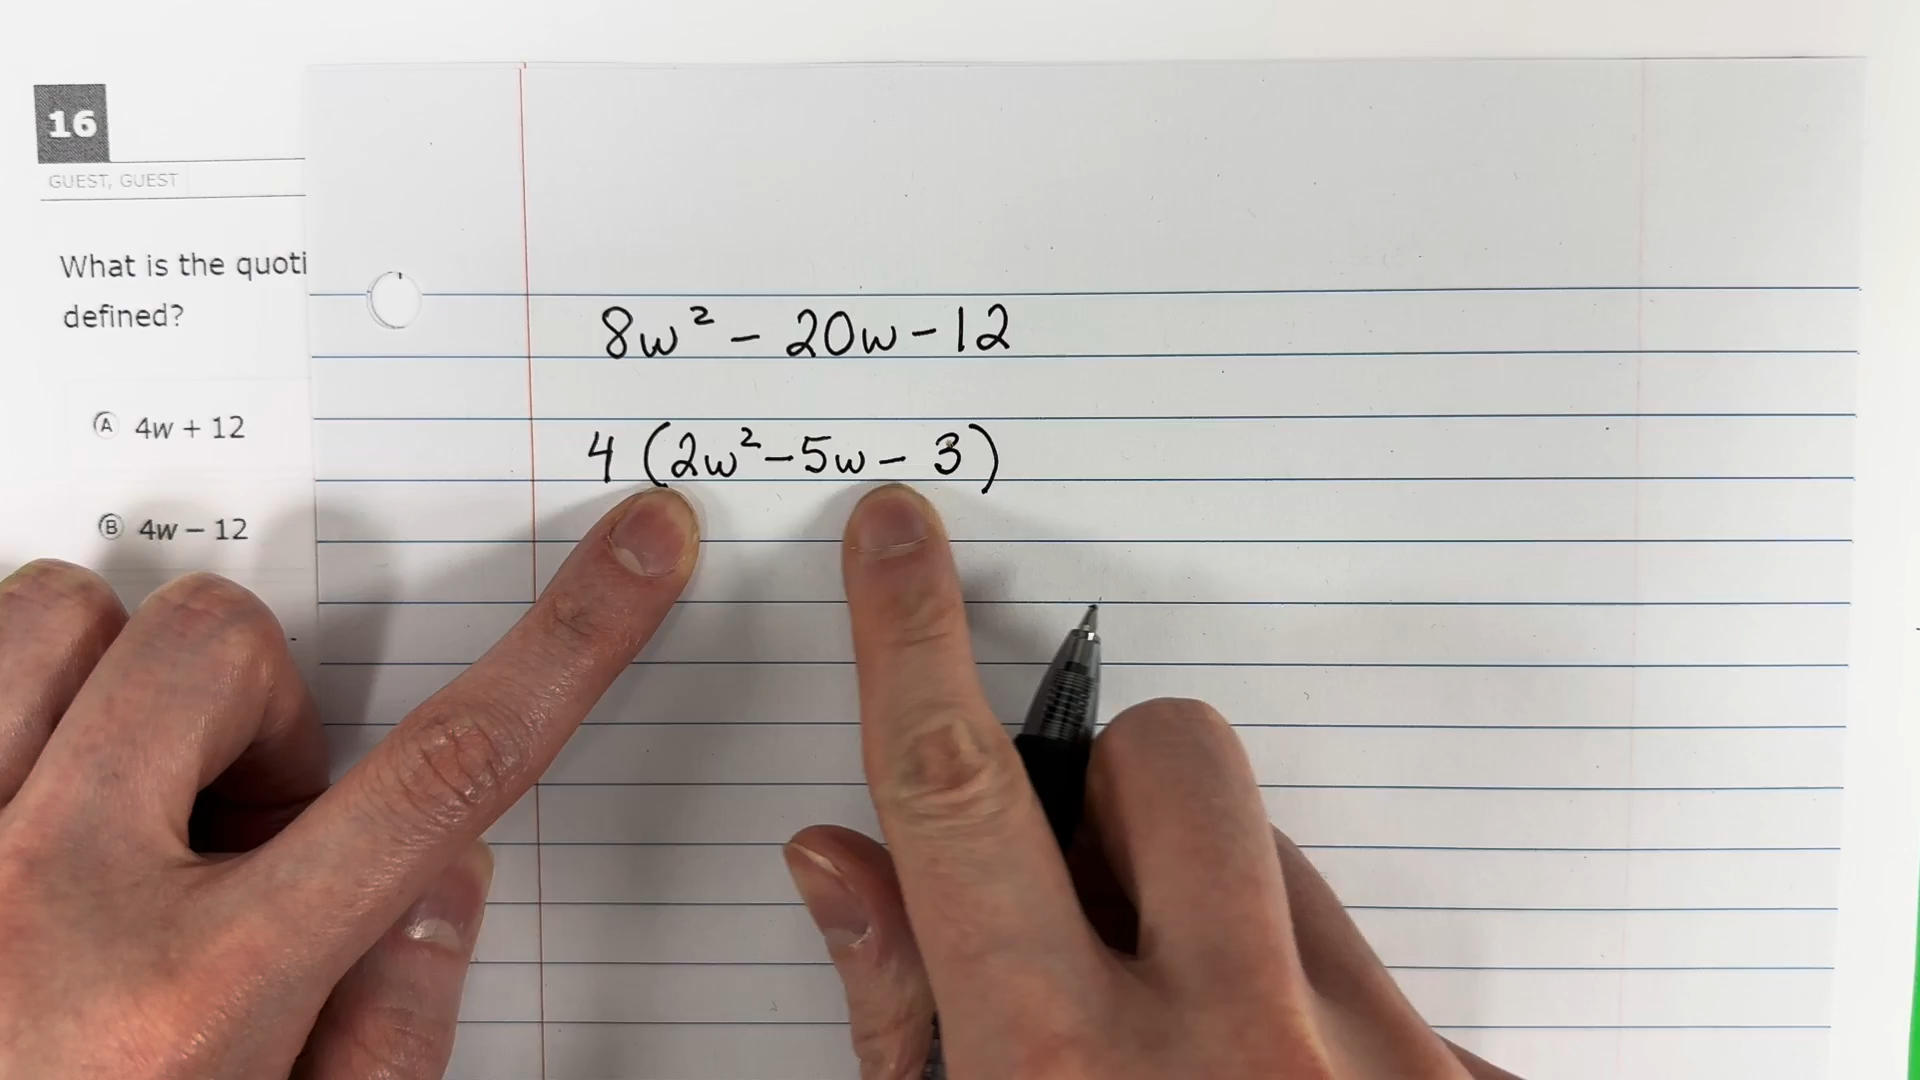 16
GUEST, GUEST
What is the quoti
defined?
A 4w + 12
B 4w – 12
8w² – 20w – 12
4 (2w² – 5w – 3)